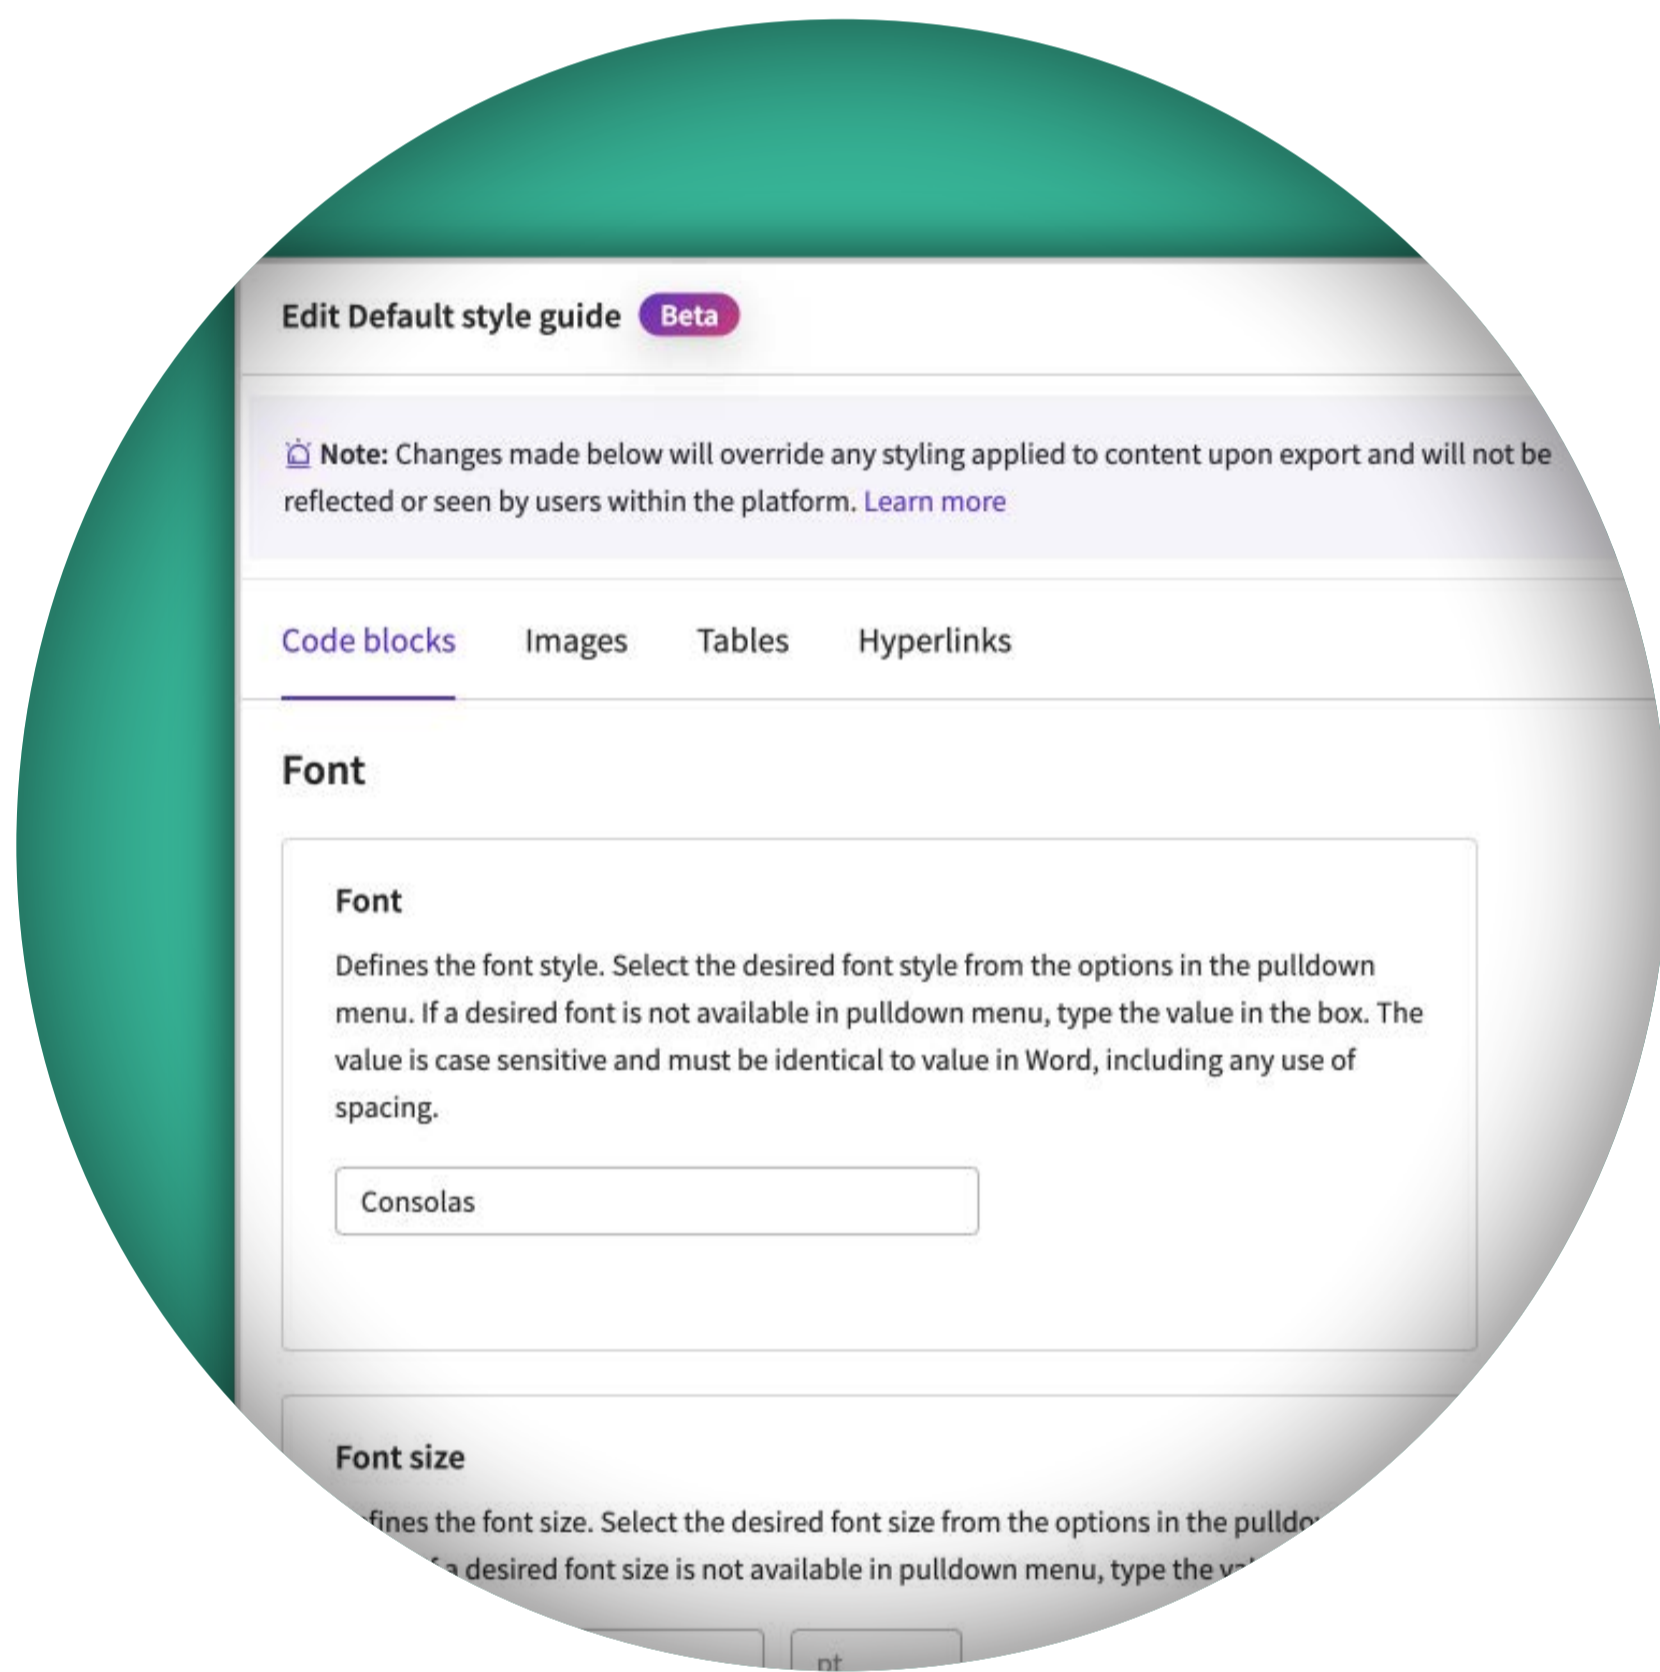 Edit Default style guide Beta
Note: Changes made below will override any styling applied to content upon export and will not be
reflected or seen by users within the platform. Learn more
Code blocks Images Tables Hyperlinks
Font
Font
Defines the font style. Select the desired font style from the options in the pulldown
menu. If a desired font is not available in pulldown menu, type the value in the box. The
value is case sensitive and must be identical to value in Word, including any use of
spacing.
Consolas
Font size
the font size. Select the desired font size from the options in the
a desired font size is not available in pulldown menu, type the
pt